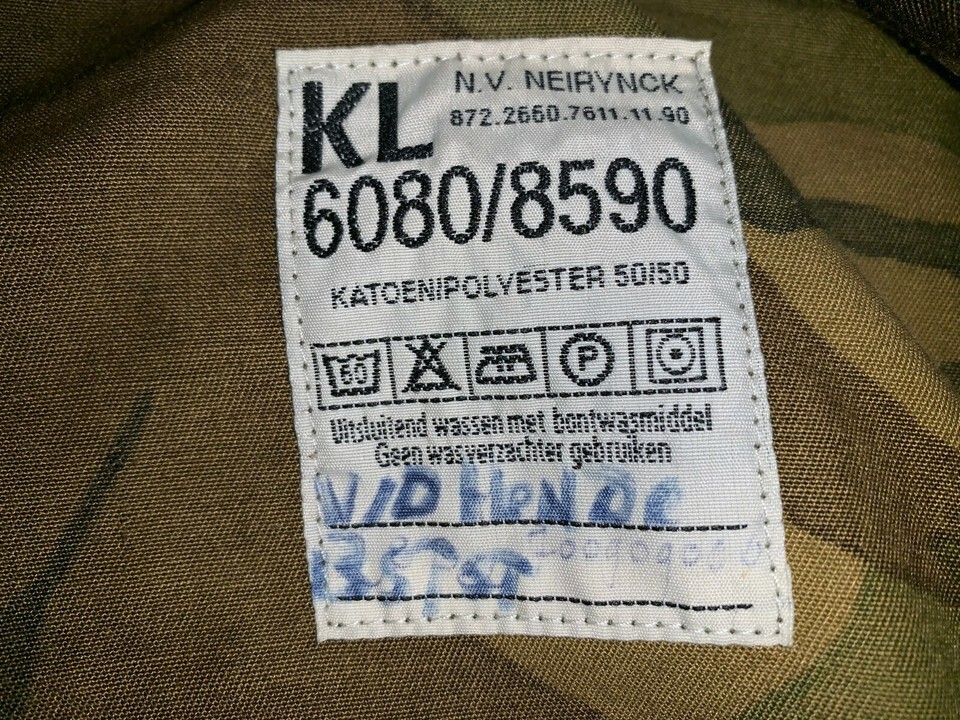 KL N.V. NEIRYNCK
872.2660.7611.11.90
6080/8590
KATOEN/POLYESTER 50/50
60 P
Uitsluitend wassen met bontwasmiddel
Geen wasverzachter gebruiken
V/D